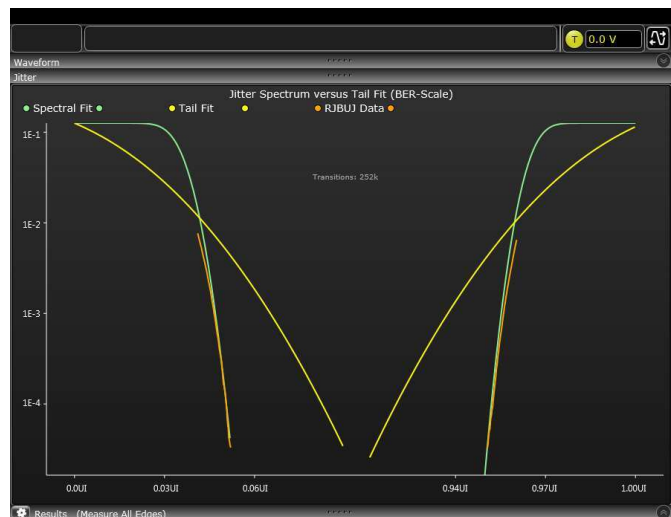 T 0.0 V
Waveform
Jitter
Jitter Spectrum versus Tail Fit (BER-Scale)
Spectral Fit Tail Fit RJBUJ Data
1E-1
Transitions: 252k
1E-2
1E-3
1E-4
0.0UI 0.03UI 0.06UI 0.94UI 0.97UI 1.00UI
Results (Measure All Edges)